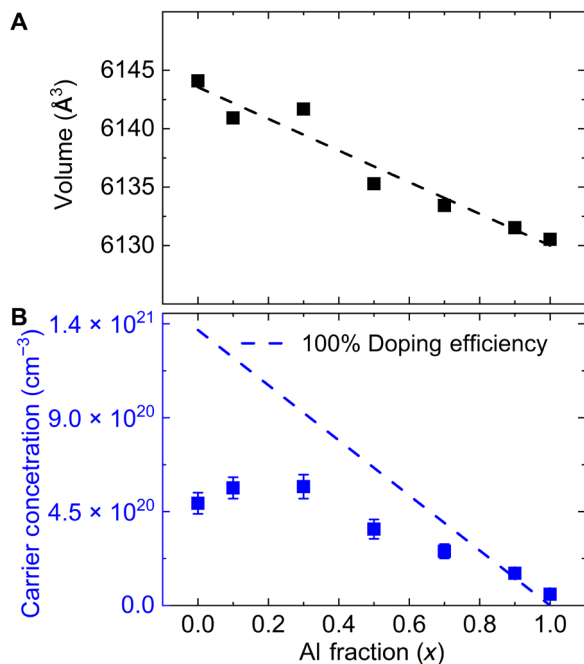 A
6145
6140
6135
6130
Volume (Å³)
B
1.4 × 10²¹
9.0 × 10²⁰
4.5 × 10²⁰
0.0
Carrier concetration (cm⁻³)
100% Doping efficiency
0.0 0.2 0.4 0.6 0.8 1.0
Al fraction (x)